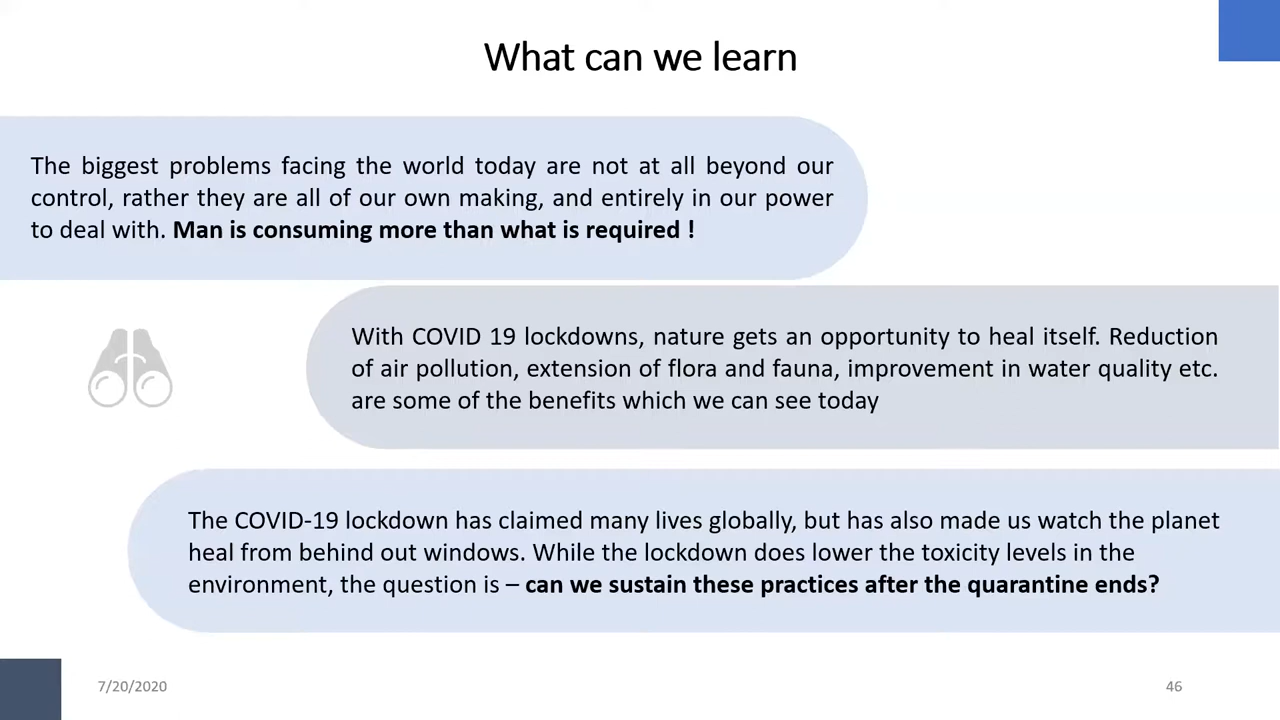 What can we learn
The biggest problems facing the world today are not at all beyond our
control, rather they are all of our own making, and entirely in our power
to deal with. Man is consuming more than what is required !
With COVID 19 lockdowns, nature gets an opportunity to heal itself. Reduction
of air pollution, extension of flora and fauna, improvement in water quality etc.
are some of the benefits which we can see today
The COVID-19 lockdown has claimed many lives globally, but has also made us watch the planet
heal from behind out windows. While the lockdown does lower the toxicity levels in the
environment, the question is – can we sustain these practices after the quarantine ends?
7/20/2020
46